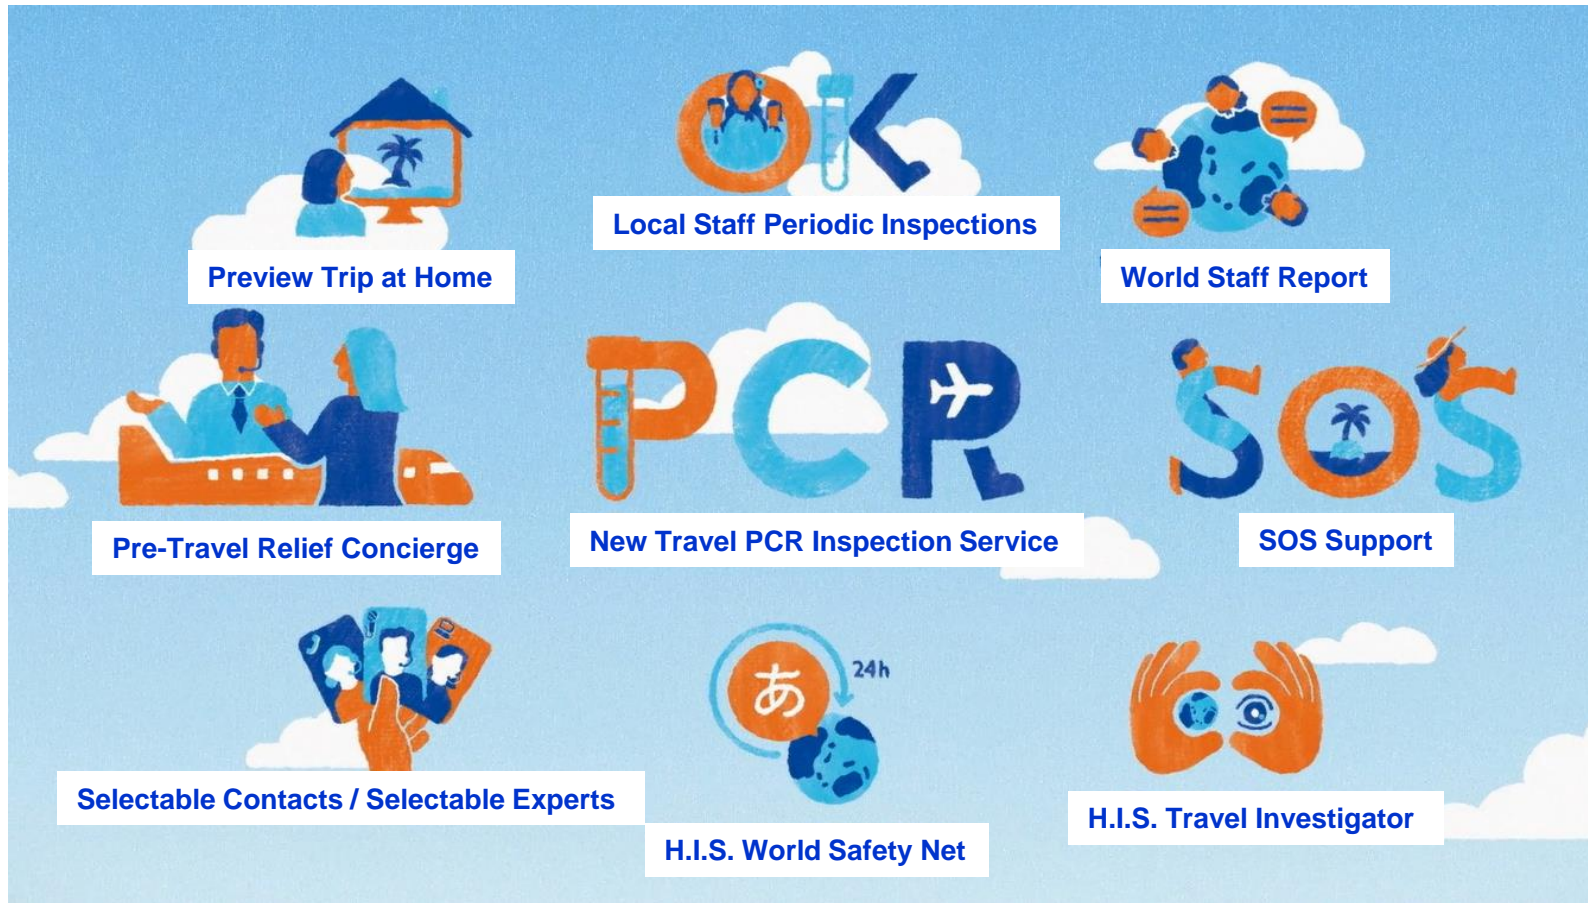 OK
Local Staff Periodic Inspections
Preview Trip at Home
World Staff Report
PCR
SOS
Pre-Travel Relief Concierge
New Travel PCR Inspection Service
SOS Support
24h
あ
Selectable Contacts / Selectable Experts
H.I.S. World Safety Net
H.I.S. Travel Investigator